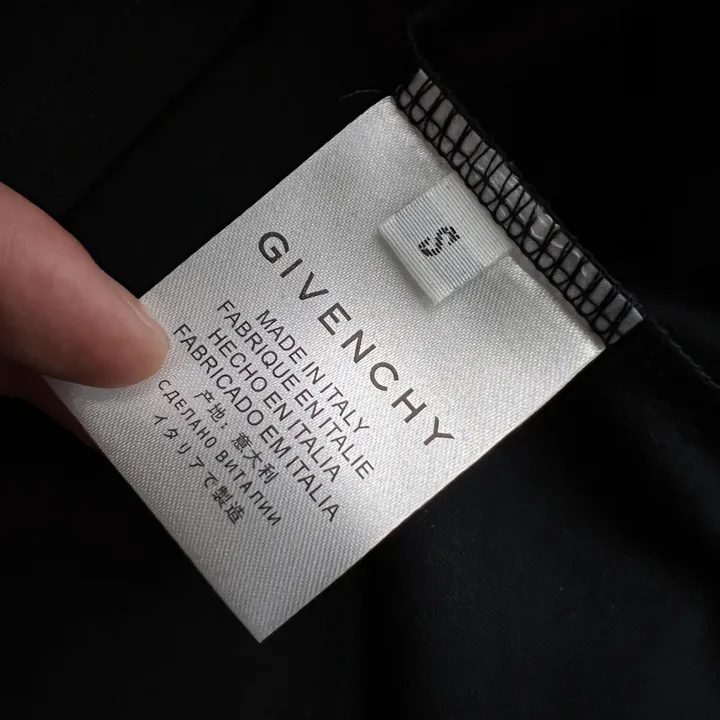 S
GIVENCHY
MADE IN ITALY
FABRIQUE EN ITALIE
HECHO EN ITALIA
FABRICADO EM ITALIA
产地：意大利
СДЕЛАНО ВИТАЛИИ
イタリアで製造